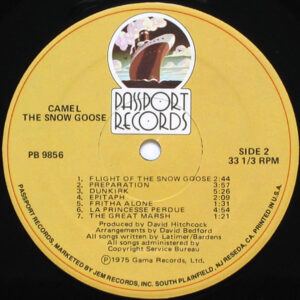 PASSPORT
RECORDS
CAMEL
THE SNOW GOOSE
PB 9856
SIDE 2
33 1/3 RPM
1. FLIGHT OF THE SNOW GOOSE 2:44
2. PREPARATION 3:57
3. DUNKIRK 5:26
4. EPITAPH 2:09
5. FRITHA ALONE 1:31
6. LA PRINCESSE PERDUE 4:48
7. THE GREAT MARSH 1:21
Produced by David Hitchcock
Arrangements by David Bedford
All songs written by Latimer/Bardens
All songs administered by
Copyright Service Bureau
Ⓟ1975 Gama Records, Ltd.
PASSPORT RECORDS, MARKETED BY JEM RECORDS, INC. SOUTH PLAINFIELD, NJ RESEDA, CA. PRINTED IN U.S.A.